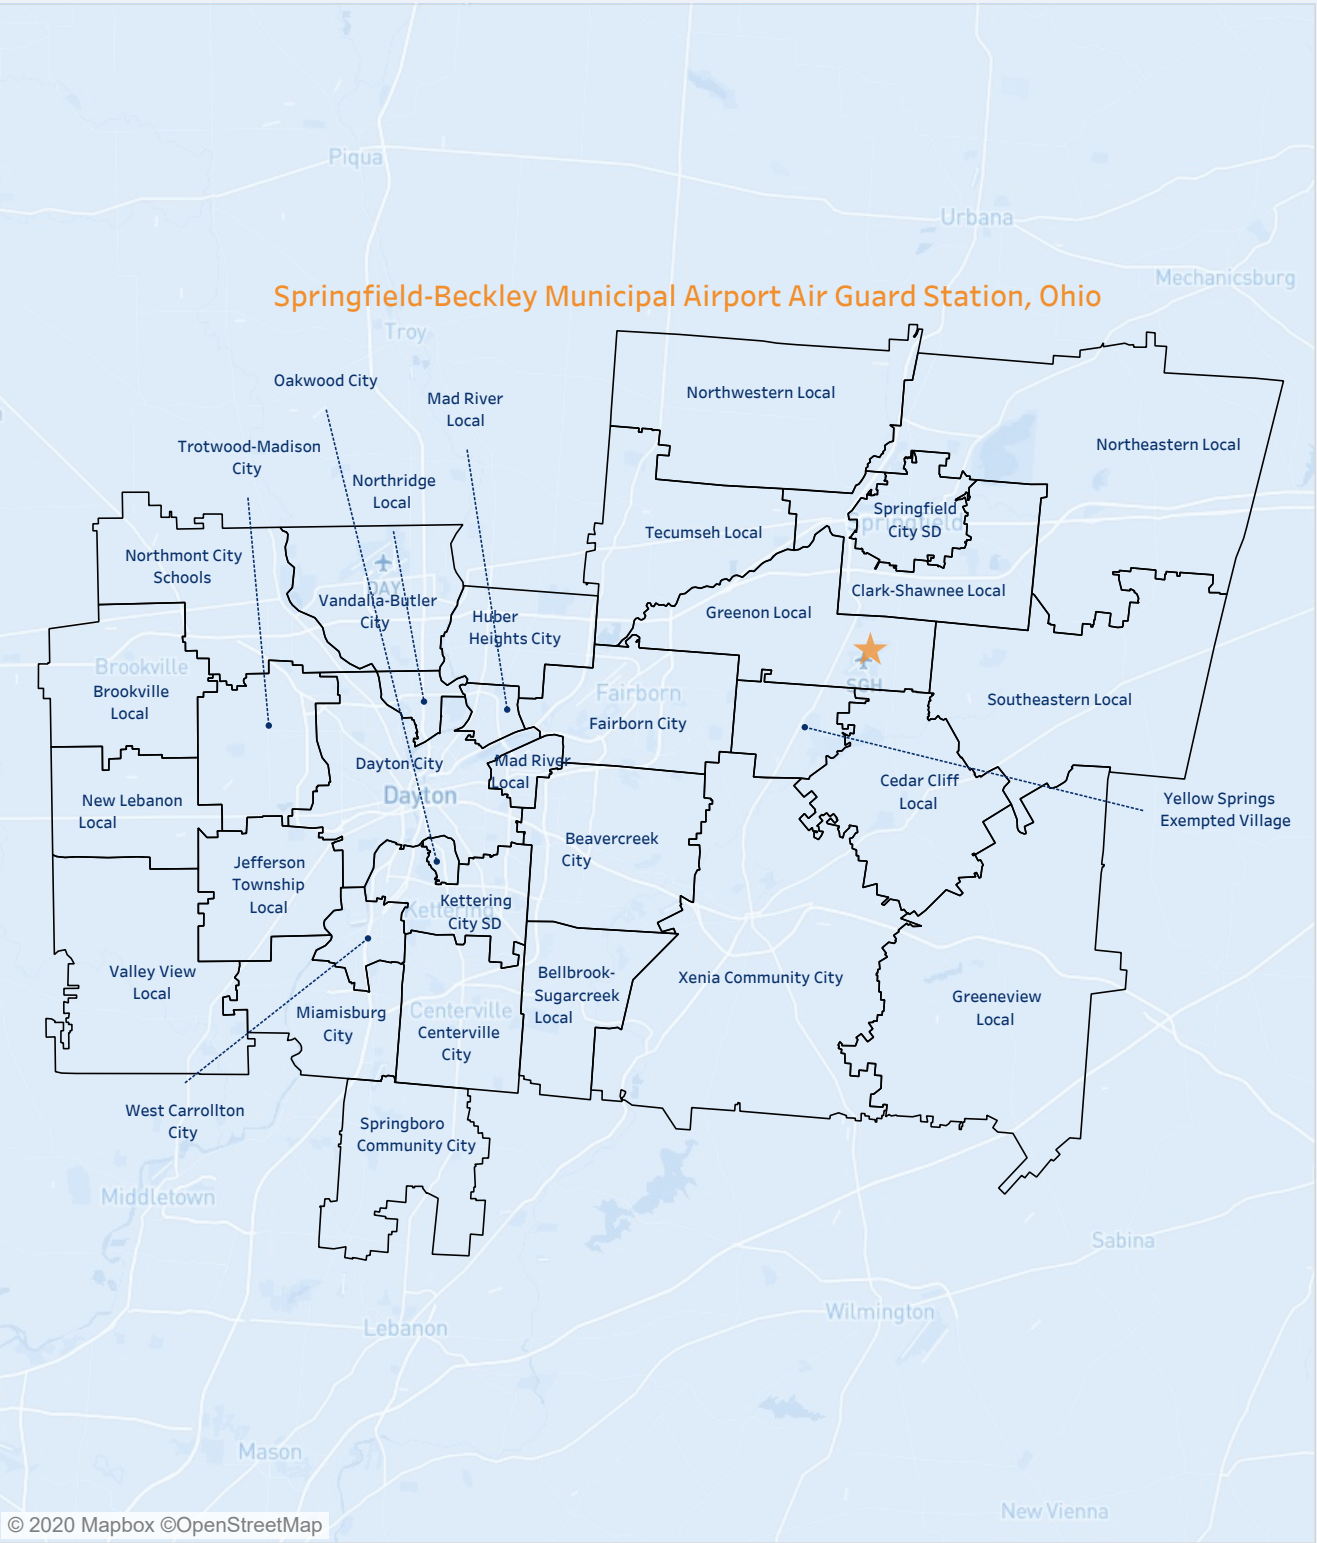 Piqua
Urbana
Mechanicsburg
Springfield-Beckley Municipal Airport Air Guard Station, Ohio
Troy
Oakwood City
Mad River
Local
Northwestern Local
Trotwood-Madison
City
Northeastern Local
Northridge
Local
Springfield
Springfield
City SD
Tecumseh Local
Northmont City
Schools
DAY
Vandalia-Butler
City
Clark-Shawnee Local
Huber
Heights City
Greenon Local
Brookville
Brookville
Local
SGH
Fairborn
Fairborn City
Southeastern Local
Dayton City
Mad River
Local
Dayton
Cedar Cliff
Local
Yellow Springs
Exempted Village
New Lebanon
Local
Beavercreek
City
Jefferson
Township
Local
Kettering
Kettering
City SD
Valley View
Local
Bellbrook-
Sugarcreek
Local
Xenia Community City
Greeneview
Local
Miamisburg
City
Centerville
Centerville
City
West Carrollton
City
Springboro
Community City
Middletown
Sabina
Wilmington
Lebanon
Mason
New Vienna
© 2020 Mapbox ©OpenStreetMap